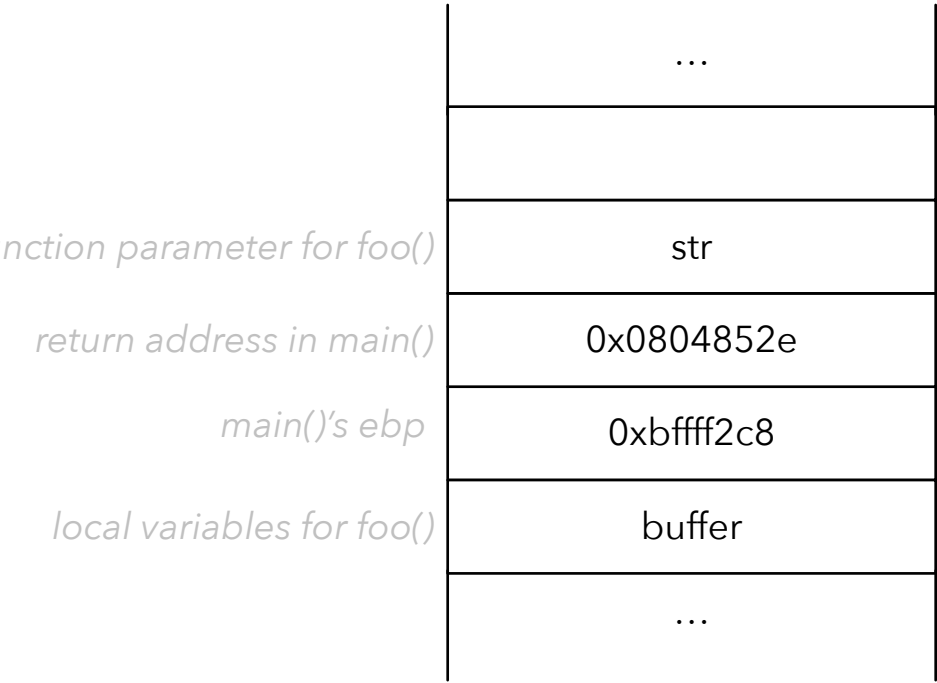 ...
nction parameter for foo() str
return address in main() 0x0804852e
main()’s ebp 0xbffff2c8
local variables for foo() buffer
...